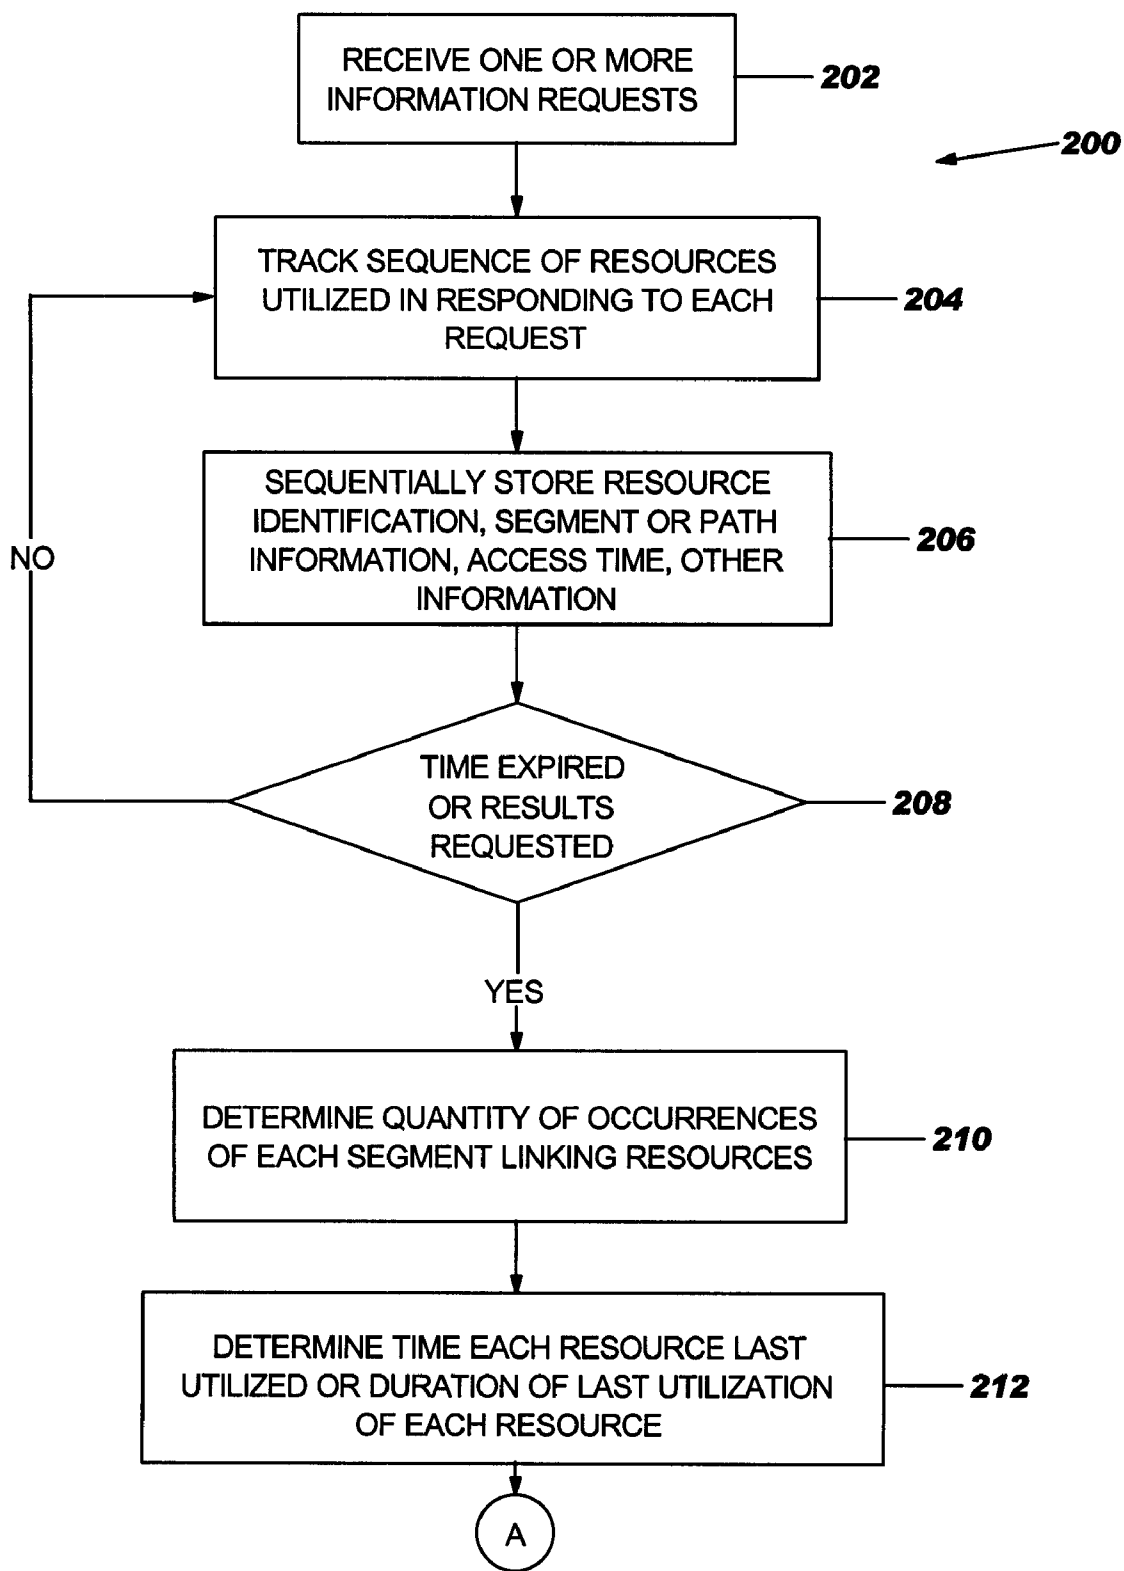 RECEIVE ONE OR MORE
INFORMATION REQUESTS
202
200
TRACK SEQUENCE OF RESOURCES
UTILIZED IN RESPONDING TO EACH
REQUEST
204
SEQUENTIALLY STORE RESOURCE
IDENTIFICATION, SEGMENT OR PATH
INFORMATION, ACCESS TIME, OTHER
INFORMATION
206
NO
TIME EXPIRED
OR RESULTS
REQUESTED
208
YES
DETERMINE QUANTITY OF OCCURRENCES
OF EACH SEGMENT LINKING RESOURCES
210
DETERMINE TIME EACH RESOURCE LAST
UTILIZED OR DURATION OF LAST UTILIZATION
OF EACH RESOURCE
212
A